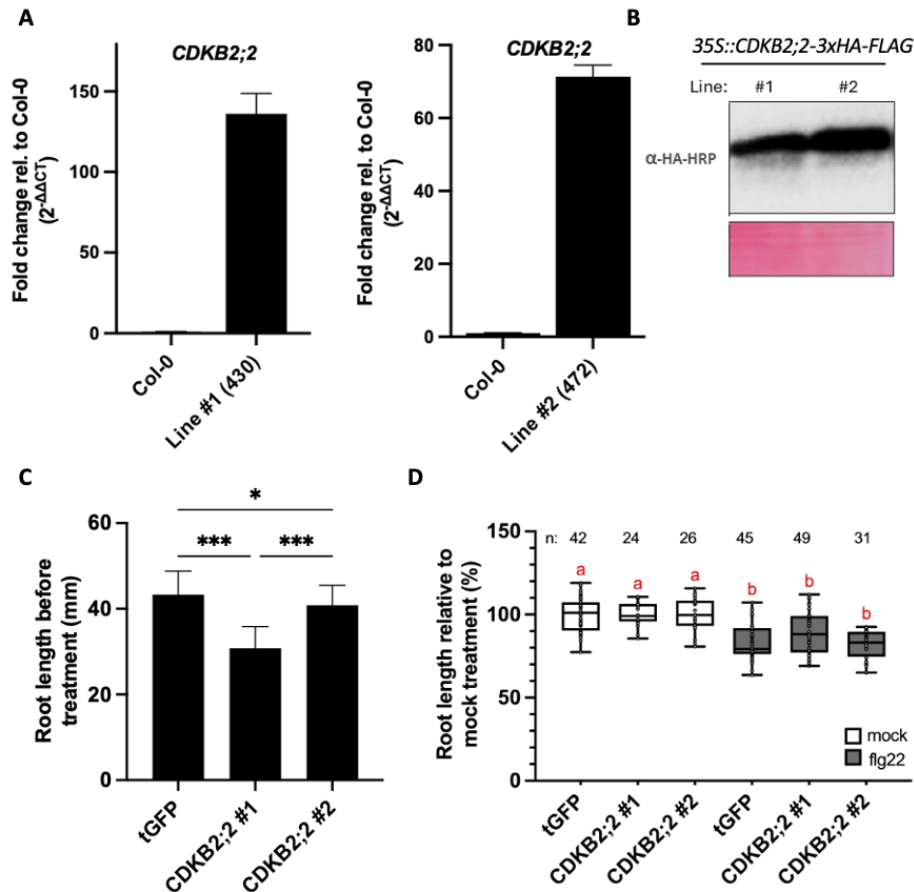 A
CDKB2;2
Fold change rel. to Col-0
(2^-ΔΔCT)
150
100
50
0
Col-0
Line #1 (430)
CDKB2;2
Fold change rel. to Col-0
(2^-ΔΔCT)
80
60
40
20
0
Col-0
Line #2 (472)
B
35S::CDKB2;2-3xHA-FLAG
Line: #1 #2
α-HA-HRP
C
Root length before
treatment (mm)
60
40
20
0
*
*** ***
tGFP
CDKB2;2 #1
CDKB2;2 #2
D
Root length relative to
mock treatment (%)
150
100
50
0
n: 42 24 26 45 49 31
a a a b b b
mock
flg22
tGFP
CDKB2;2 #1
CDKB2;2 #2
tGFP
CDKB2;2 #1
CDKB2;2 #2